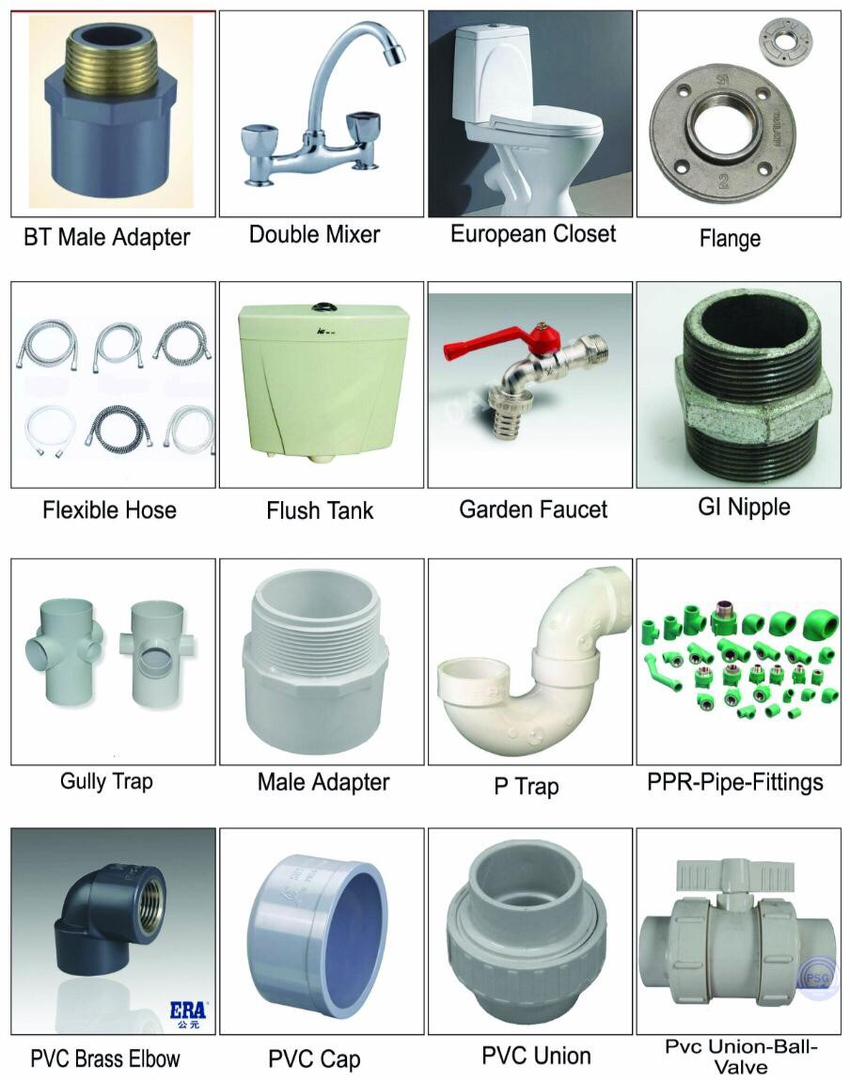 BT Male Adapter
Double Mixer
European Closet
Flange
Flexible Hose
Flush Tank
Garden Faucet
GI Nipple
Gully Trap
Male Adapter
P Trap
PPR-Pipe-Fittings
ERA
公元
PSG
PVC Brass Elbow
PVC Cap
PVC Union
Pvc Union-Ball-
Valve